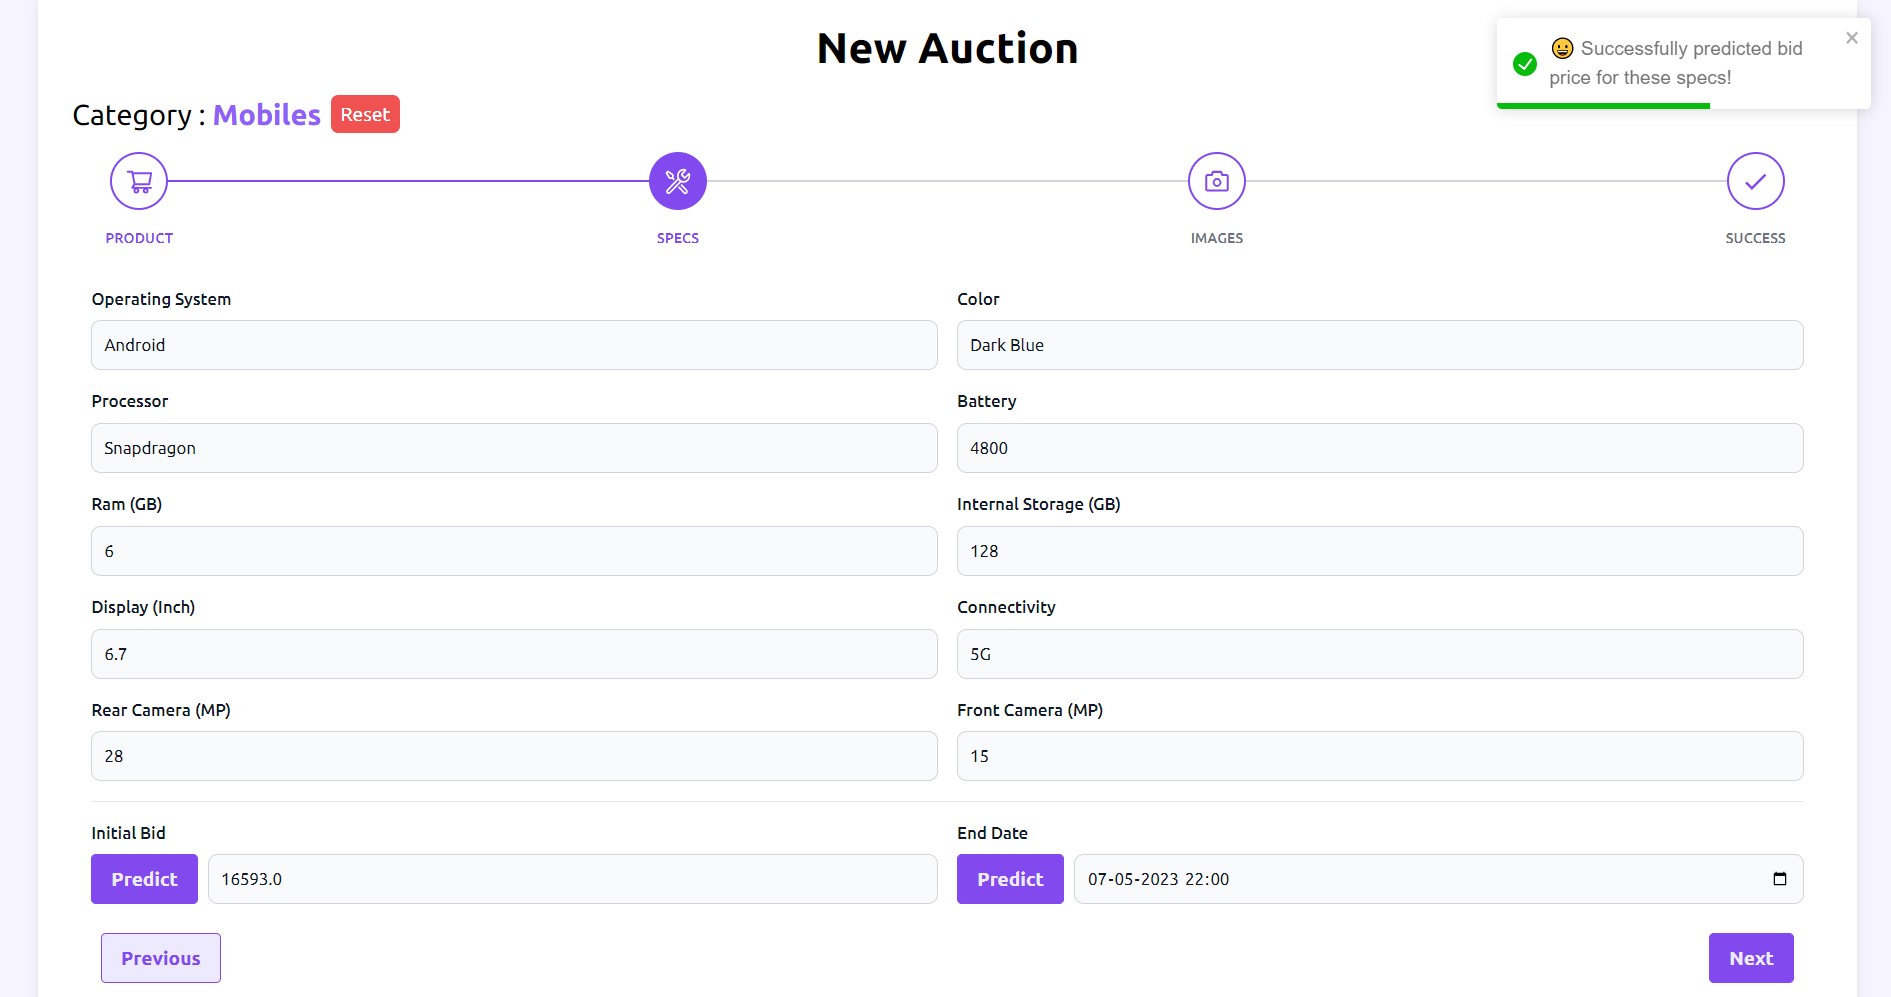 New Auction
😀 Successfully predicted bid
price for these specs!
Category : Mobiles Reset
PRODUCT SPECS IMAGES SUCCESS
Operating System Color
Android Dark Blue
Processor Battery
Snapdragon 4800
Ram (GB) Internal Storage (GB)
6 128
Display (Inch) Connectivity
6.7 5G
Rear Camera (MP) Front Camera (MP)
28 15
Initial Bid End Date
Predict 16593.0 Predict 07-05-2023 22:00
Previous Next